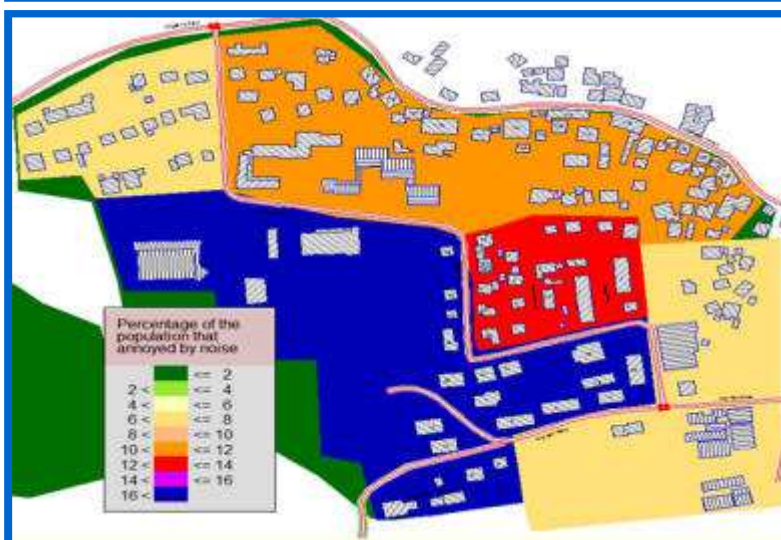 Percentage of the
population that
annoyed by noise
<= 2
2 < <= 4
4 < <= 6
6 < <= 8
8 < <= 10
10 < <= 12
12 < <= 14
14 < <= 16
16 <